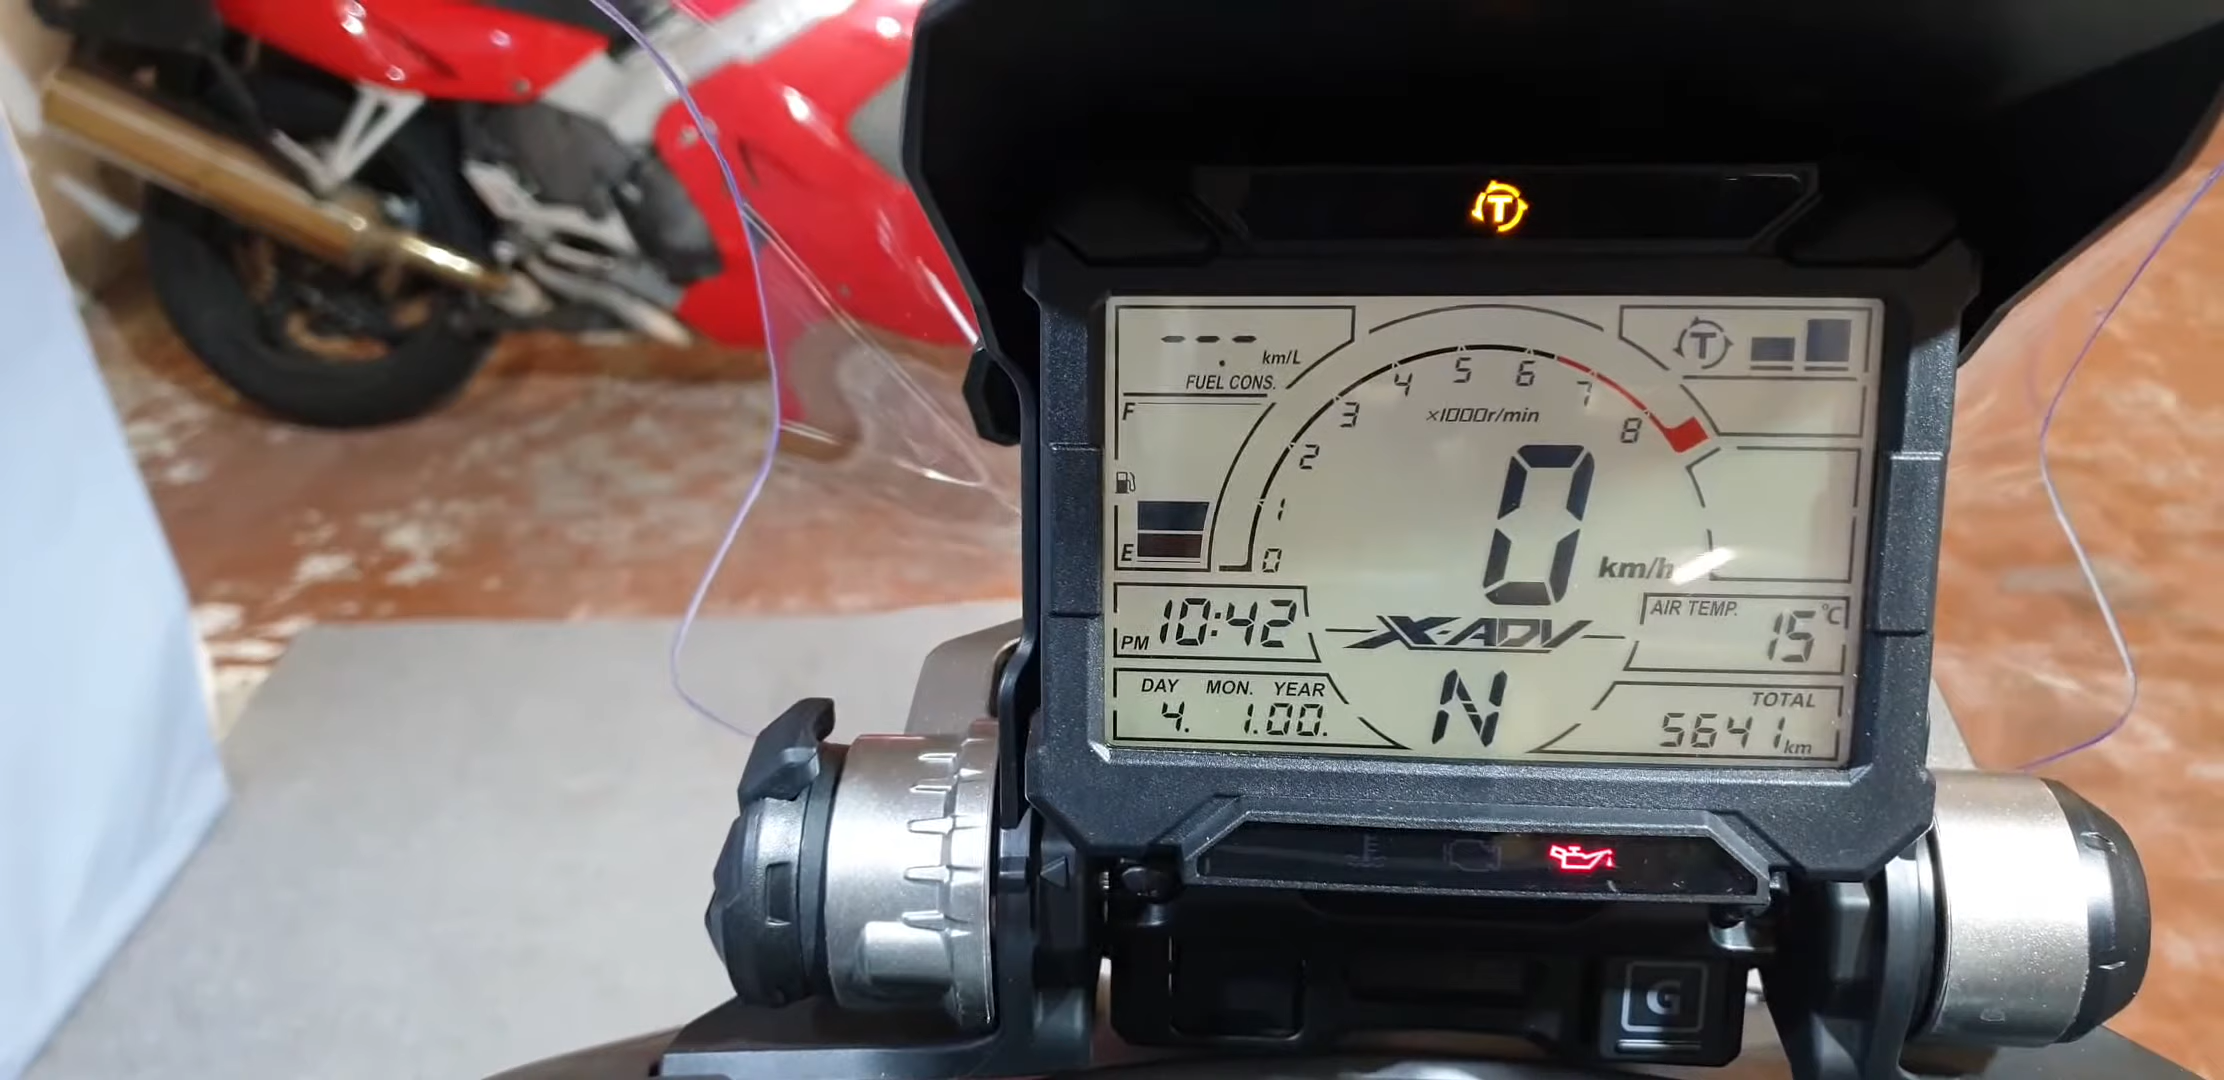 T
--- km/L
FUEL CONS.
T
F
E
0 1 2 3 4 5 6 7 8
×1000r/min
0 km/h
PM 10:42
X-ADV
AIR TEMP.
15 °C
DAY MON. YEAR
4. 1.00.
N
TOTAL
5641 km
G